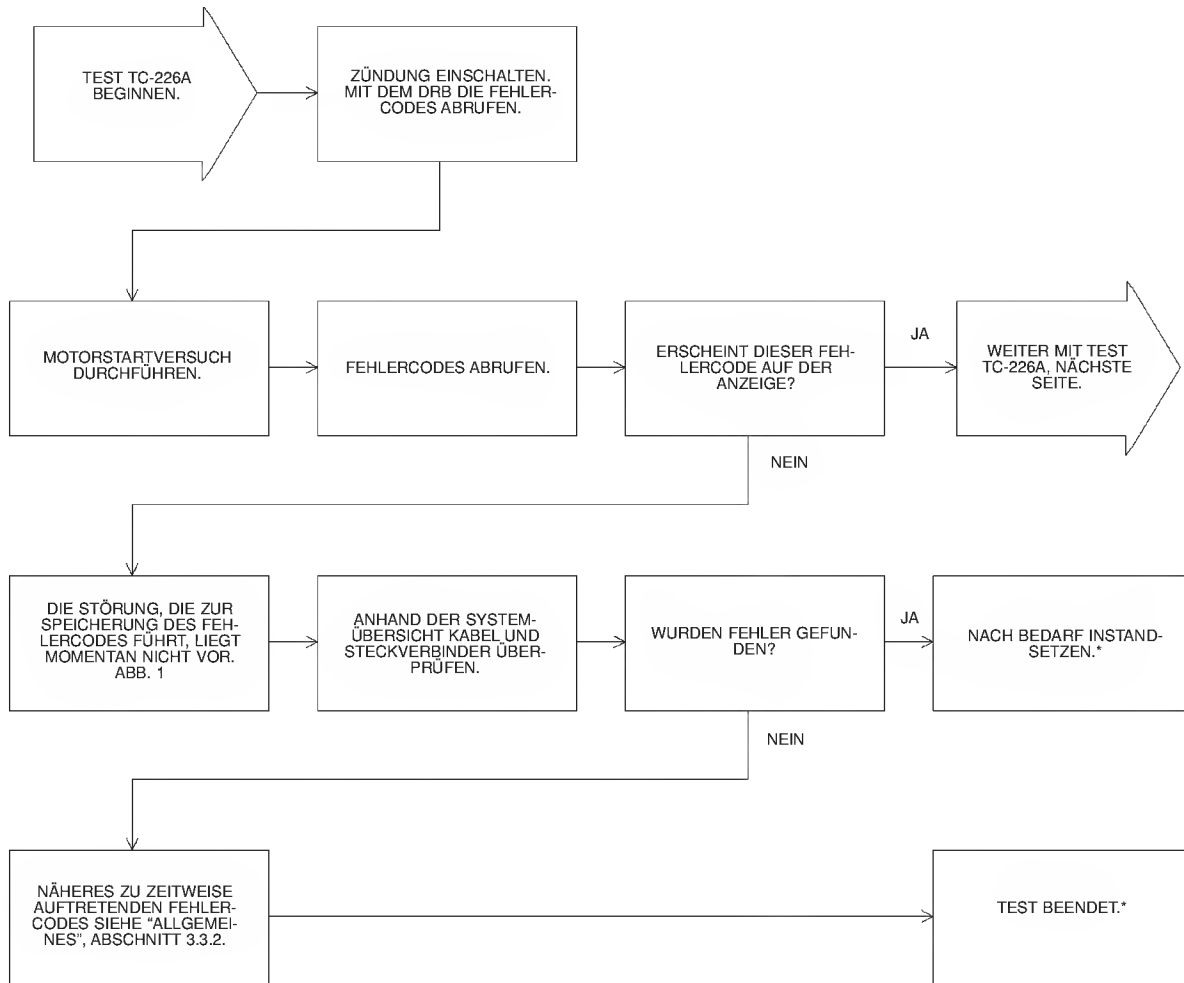 TEST TC-226A
BEGINNEN.
ZÜNDUNG EINSCHALTEN.
MIT DEM DRB DIE FEHLER-
CODES ABRUFEN.
MOTORSTARTVERSUCH
DURCHFÜHREN.
FEHLERCODES ABRUFEN.
ERSCHEINT DIESER FEH-
LERCODE AUF DER
ANZEIGE?
JA
WEITER MIT TEST
TC-226A, NÄCHSTE
SEITE.
NEIN
DIE STÖRUNG, DIE ZUR
SPEICHERUNG DES FEH-
LERCODES FÜHRT, LIEGT
MOMENTAN NICHT VOR.
ABB. 1
ANHAND DER SYSTEM-
ÜBERSICHT KABEL UND
STECKVERBINDER ÜBER-
PRÜFEN.
WURDEN FEHLER GEFUN-
DEN?
JA
NACH BEDARF INSTAND-
SETZEN.*
NEIN
NÄHERES ZU ZEITWEISE
AUFTRETENDEN FEHLER-
CODES SIEHE “ALLGEMEI-
NES”, ABSCHNITT 3.3.2.
TEST BEENDET.*